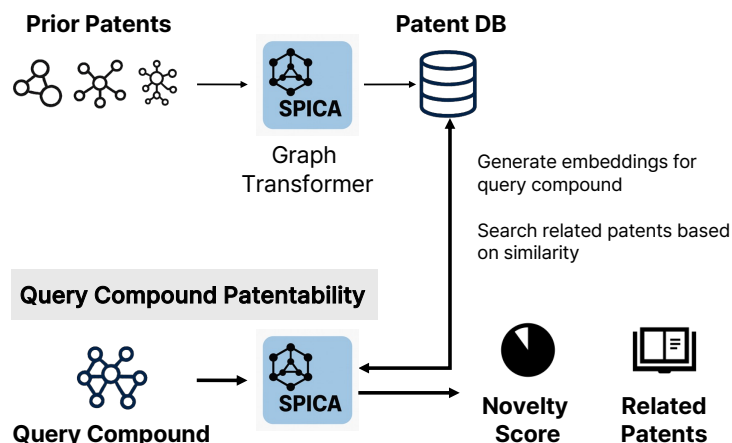 Prior Patents
Patent DB
SPICA
Graph
Transformer
Generate embeddings for
query compound
Search related patents based
on similarity
Query Compound Patentability
SPICA
Query Compound
Novelty
Score
Related
Patents